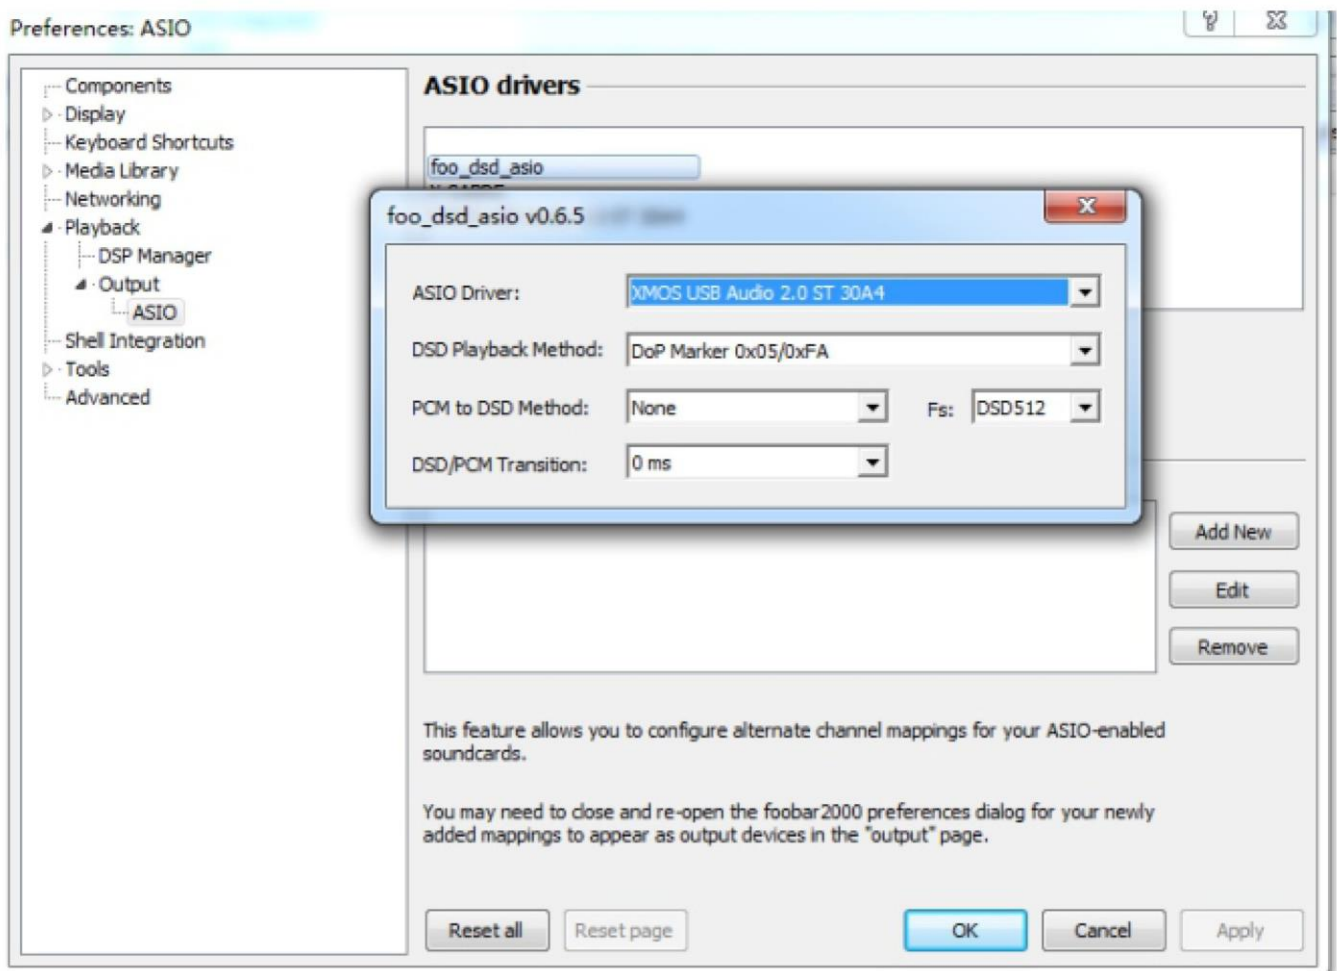 Preferences: ASIO
Components
Display
Keyboard Shortcuts
Media Library
Networking
Playback
DSP Manager
Output
ASIO
Shell Integration
Tools
Advanced
ASIO drivers
foo_dsd_asio
foo_dsd_asio v0.6.5
ASIO Driver: XMOS USB Audio 2.0 ST 30A4
DSD Playback Method: DoP Marker 0x05/0xFA
PCM to DSD Method: None Fs: DSD512
DSD/PCM Transition: 0 ms
Add New
Edit
Remove
This feature allows you to configure alternate channel mappings for your ASIO-enabled
soundcards.
You may need to close and re-open the foobar2000 preferences dialog for your newly
added mappings to appear as output devices in the "output" page.
Reset all Reset page OK Cancel Apply